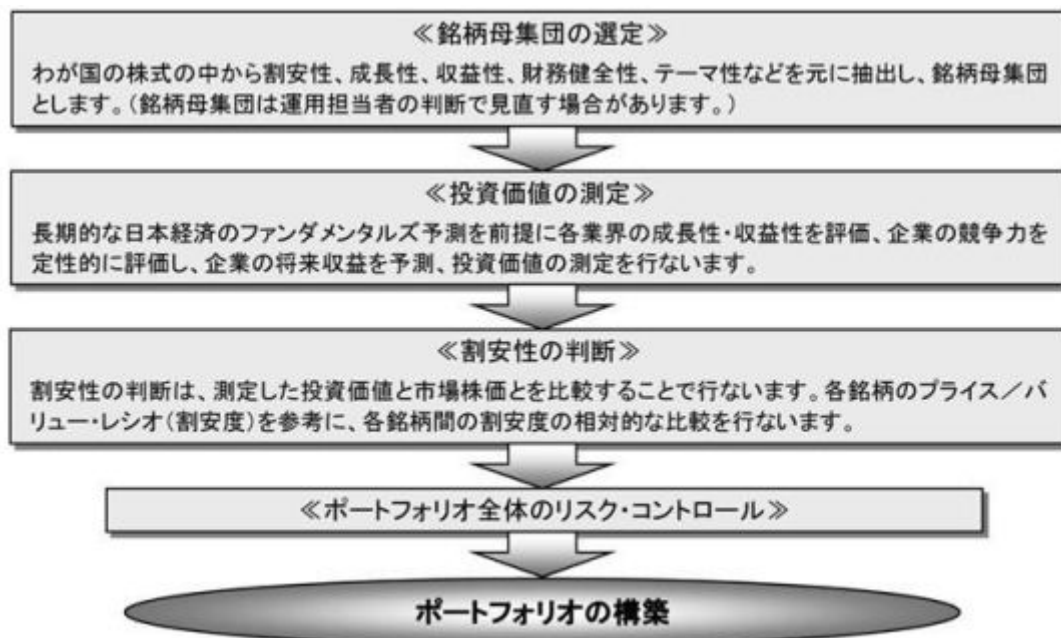 ≪銘柄母集団の選定≫
わが国の株式の中から割安性、成長性、収益性、財務健全性、テーマ性などを元に抽出し、銘柄母集団
とします。（銘柄母集団は運用担当者の判断で見直す場合があります。）
≪投資価値の測定≫
長期的な日本経済のファンダメンタルズ予測を前提に各業界の成長性・収益性を評価、企業の競争力を
定性的に評価し、企業の将来収益を予測、投資価値の測定を行ないます。
≪割安性の判断≫
割安性の判断は、測定した投資価値と市場株価とを比較することで行ないます。各銘柄のプライス／バ
リュー・レシオ（割安度）を参考に、各銘柄間の割安度の相対的な比較を行ないます。
≪ポートフォリオ全体のリスク・コントロール≫
ポートフォリオの構築